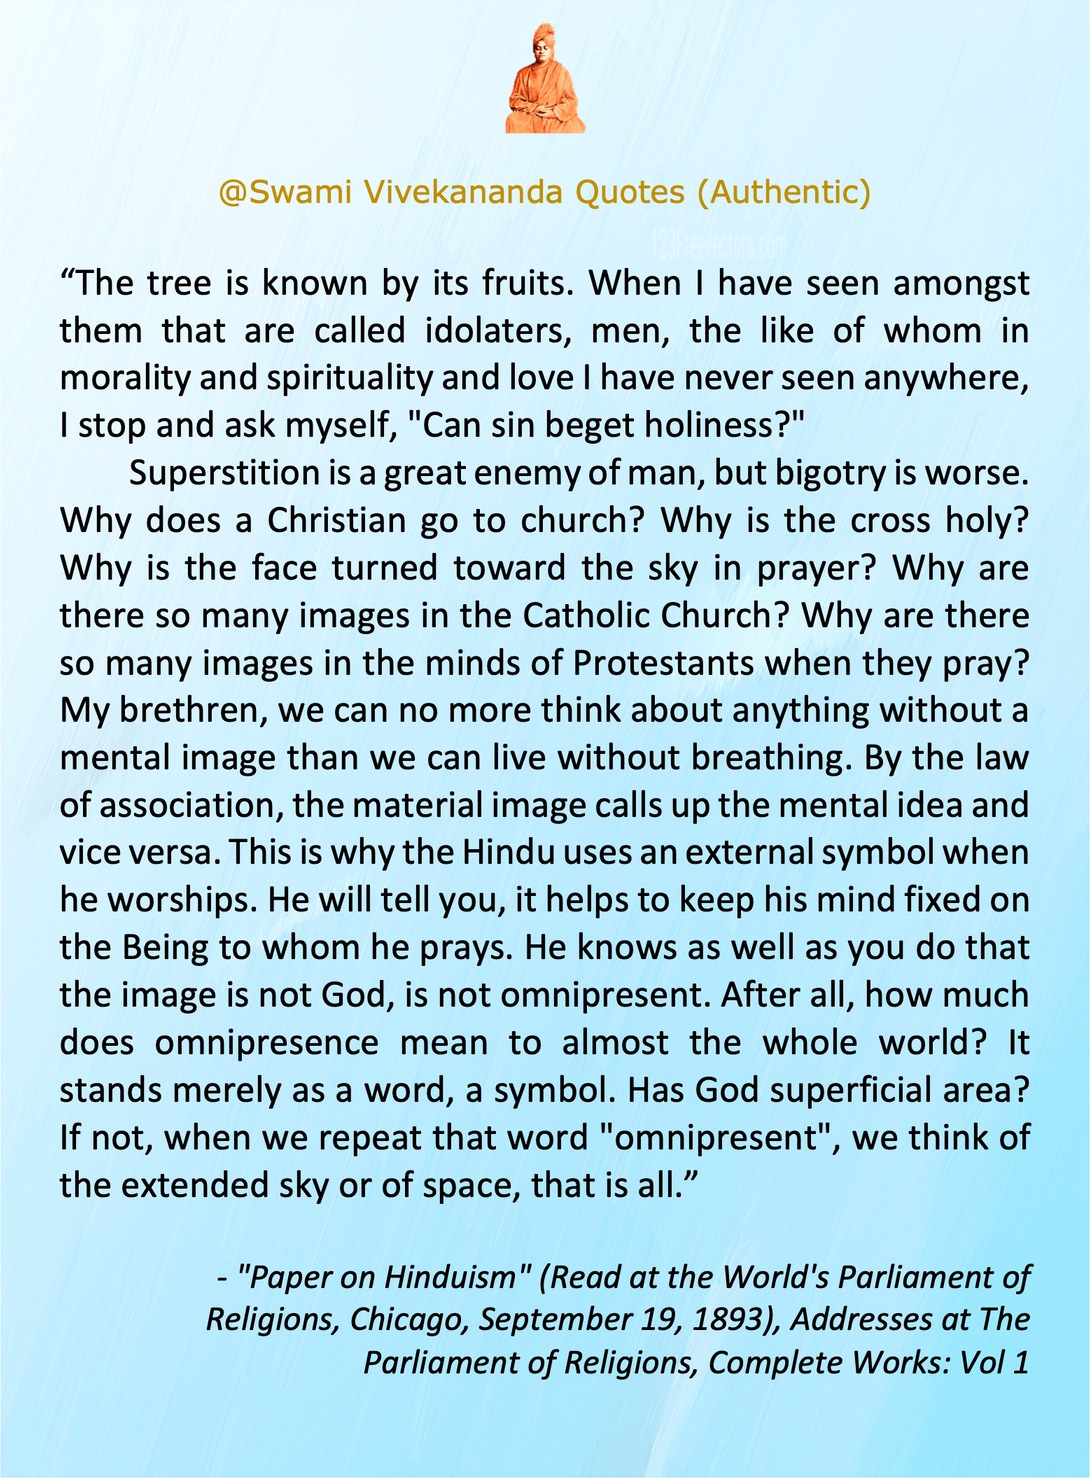 @Swami Vivekananda Quotes (Authentic)
123Freevectors.com
“The tree is known by its fruits. When I have seen amongst
them that are called idolaters, men, the like of whom in
morality and spirituality and love I have never seen anywhere,
I stop and ask myself, "Can sin beget holiness?"
Superstition is a great enemy of man, but bigotry is worse.
Why does a Christian go to church? Why is the cross holy?
Why is the face turned toward the sky in prayer? Why are
there so many images in the Catholic Church? Why are there
so many images in the minds of Protestants when they pray?
My brethren, we can no more think about anything without a
mental image than we can live without breathing. By the law
of association, the material image calls up the mental idea and
vice versa. This is why the Hindu uses an external symbol when
he worships. He will tell you, it helps to keep his mind fixed on
the Being to whom he prays. He knows as well as you do that
the image is not God, is not omnipresent. After all, how much
does omnipresence mean to almost the whole world? It
stands merely as a word, a symbol. Has God superficial area?
If not, when we repeat that word "omnipresent", we think of
the extended sky or of space, that is all.”
- "Paper on Hinduism" (Read at the World's Parliament of
Religions, Chicago, September 19, 1893), Addresses at The
Parliament of Religions, Complete Works: Vol 1